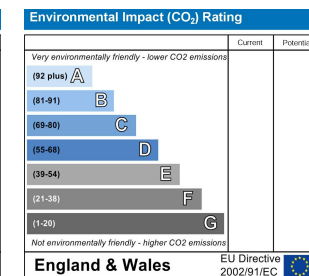 Environmental Impact (CO₂) Rating
Current Potentia
Very environmentally friendly - lower CO2 emissions
(92 plus) A
(81-91) B
(69-80) C
(55-68) D
(39-54) E
(21-38) F
(1-20) G
Not environmentally friendly - higher CO2 emissions
England & Wales
EU Directive
2002/91/EC